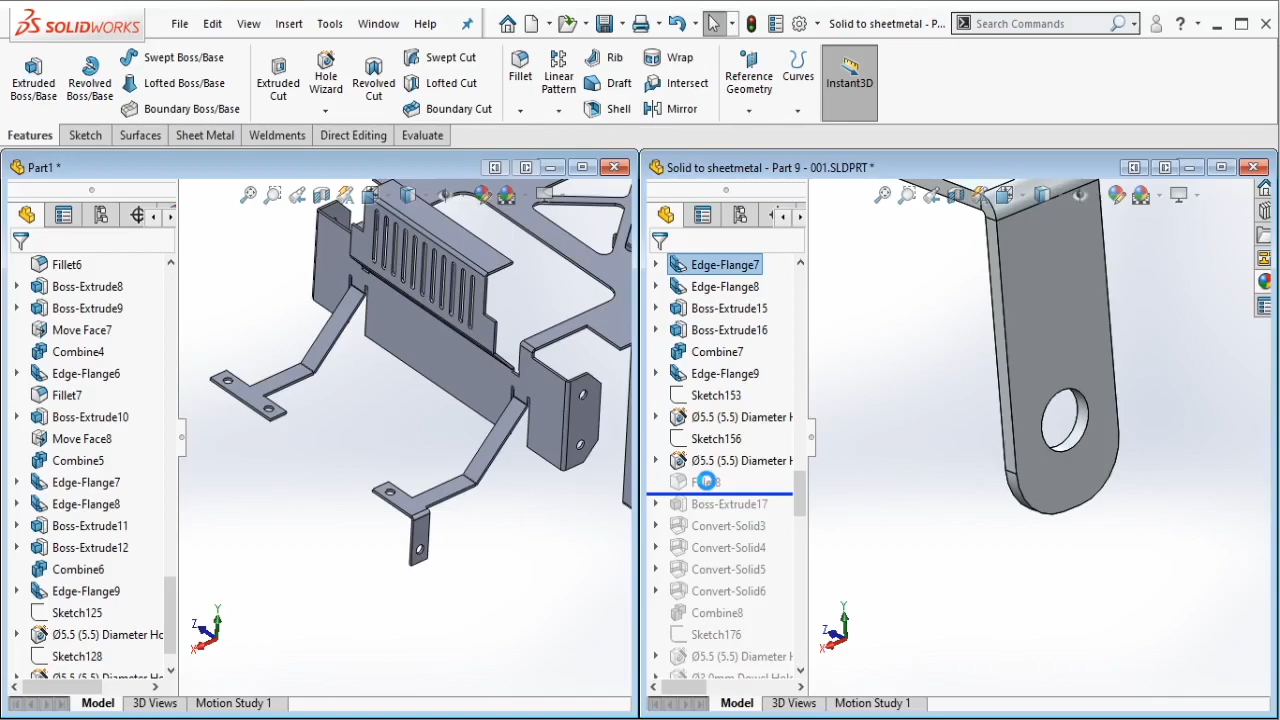 SOLIDWORKS
File Edit View Insert Tools Window Help
Solid to sheetmetal - P...
Search Commands
?
Extruded Boss/Base
Revolved Boss/Base
Swept Boss/Base
Lofted Boss/Base
Boundary Boss/Base
Extruded Cut
Hole Wizard
Revolved Cut
Swept Cut
Lofted Cut
Boundary Cut
Fillet
Linear Pattern
Rib
Draft
Shell
Wrap
Intersect
Mirror
Reference Geometry
Curves
Instant3D
Features Sketch Surfaces Sheet Metal Weldments Direct Editing Evaluate
Part1 *
Fillet6
Boss-Extrude8
Boss-Extrude9
Move Face7
Combine4
Edge-Flange6
Fillet7
Boss-Extrude10
Move Face8
Combine5
Edge-Flange7
Edge-Flange8
Boss-Extrude11
Boss-Extrude12
Combine6
Edge-Flange9
Sketch125
Ø5.5 (5.5) Diameter Ho
Sketch128
Y
Z
X
Model 3D Views Motion Study 1
Solid to sheetmetal - Part 9 - 001.SLDPRT *
Edge-Flange7
Edge-Flange8
Boss-Extrude15
Boss-Extrude16
Combine7
Edge-Flange9
Sketch153
Ø5.5 (5.5) Diameter H
Sketch156
Ø5.5 (5.5) Diameter H
Boss-Extrude17
Convert-Solid3
Convert-Solid4
Convert-Solid5
Convert-Solid6
Combine8
Sketch176
Ø5.5 (5.5) Diameter H
Y
Z
X
Model 3D Views Motion Study 1